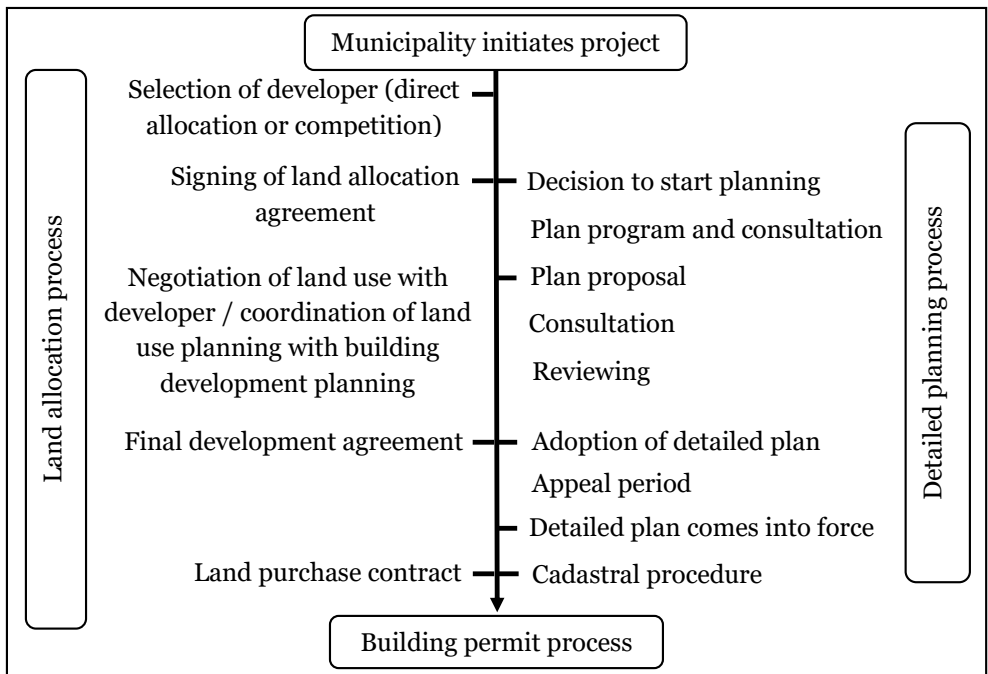 Municipality initiates project
Land allocation process
Selection of developer (direct
allocation or competition)
Signing of land allocation
agreement
Negotiation of land use with
developer / coordination of land
use planning with building
development planning
Final development agreement
Land purchase contract
Decision to start planning
Plan program and consultation
Plan proposal
Consultation
Reviewing
Adoption of detailed plan
Appeal period
Detailed plan comes into force
Cadastral procedure
Detailed planning process
Building permit process